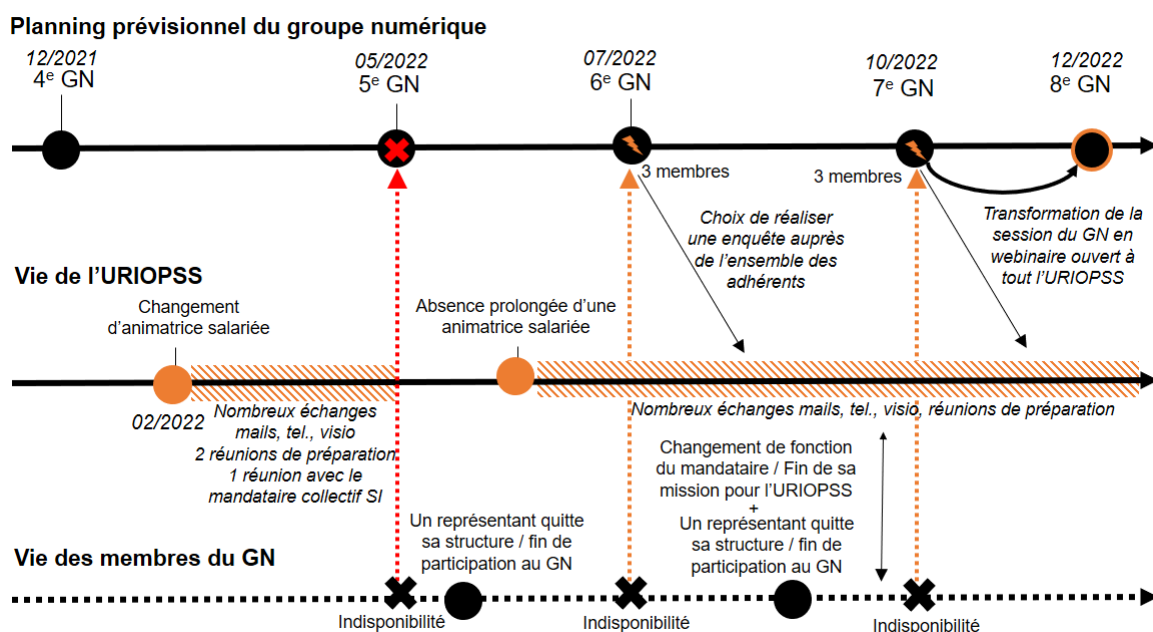 Planning prévisionnel du groupe numérique
12/2021
4e GN
05/2022
5e GN
07/2022
6e GN
10/2022
7e GN
12/2022
8e GN
3 membres
3 membres
Choix de réaliser
une enquête auprès
de l'ensemble des
adhérents
Transformation de la
session du GN en
webinaire ouvert à
tout l'URIOPSS
Vie de l'URIOPSS
Changement
d'animatrice salariée
Absence prolongée d'une
animatrice salariée
02/2022
Nombreux échanges
mails, tel., visio
2 réunions de préparation
1 réunion avec le
mandataire collectif SI
Nombreux échanges mails, tel., visio, réunions de préparation
Changement de fonction
du mandataire / Fin de sa
mission pour l'URIOPSS
+
Un représentant quitte
sa structure / fin de
participation au GN
Un représentant quitte
sa structure / fin de
participation au GN
Vie des membres du GN
Indisponibilité
Indisponibilité
Indisponibilité